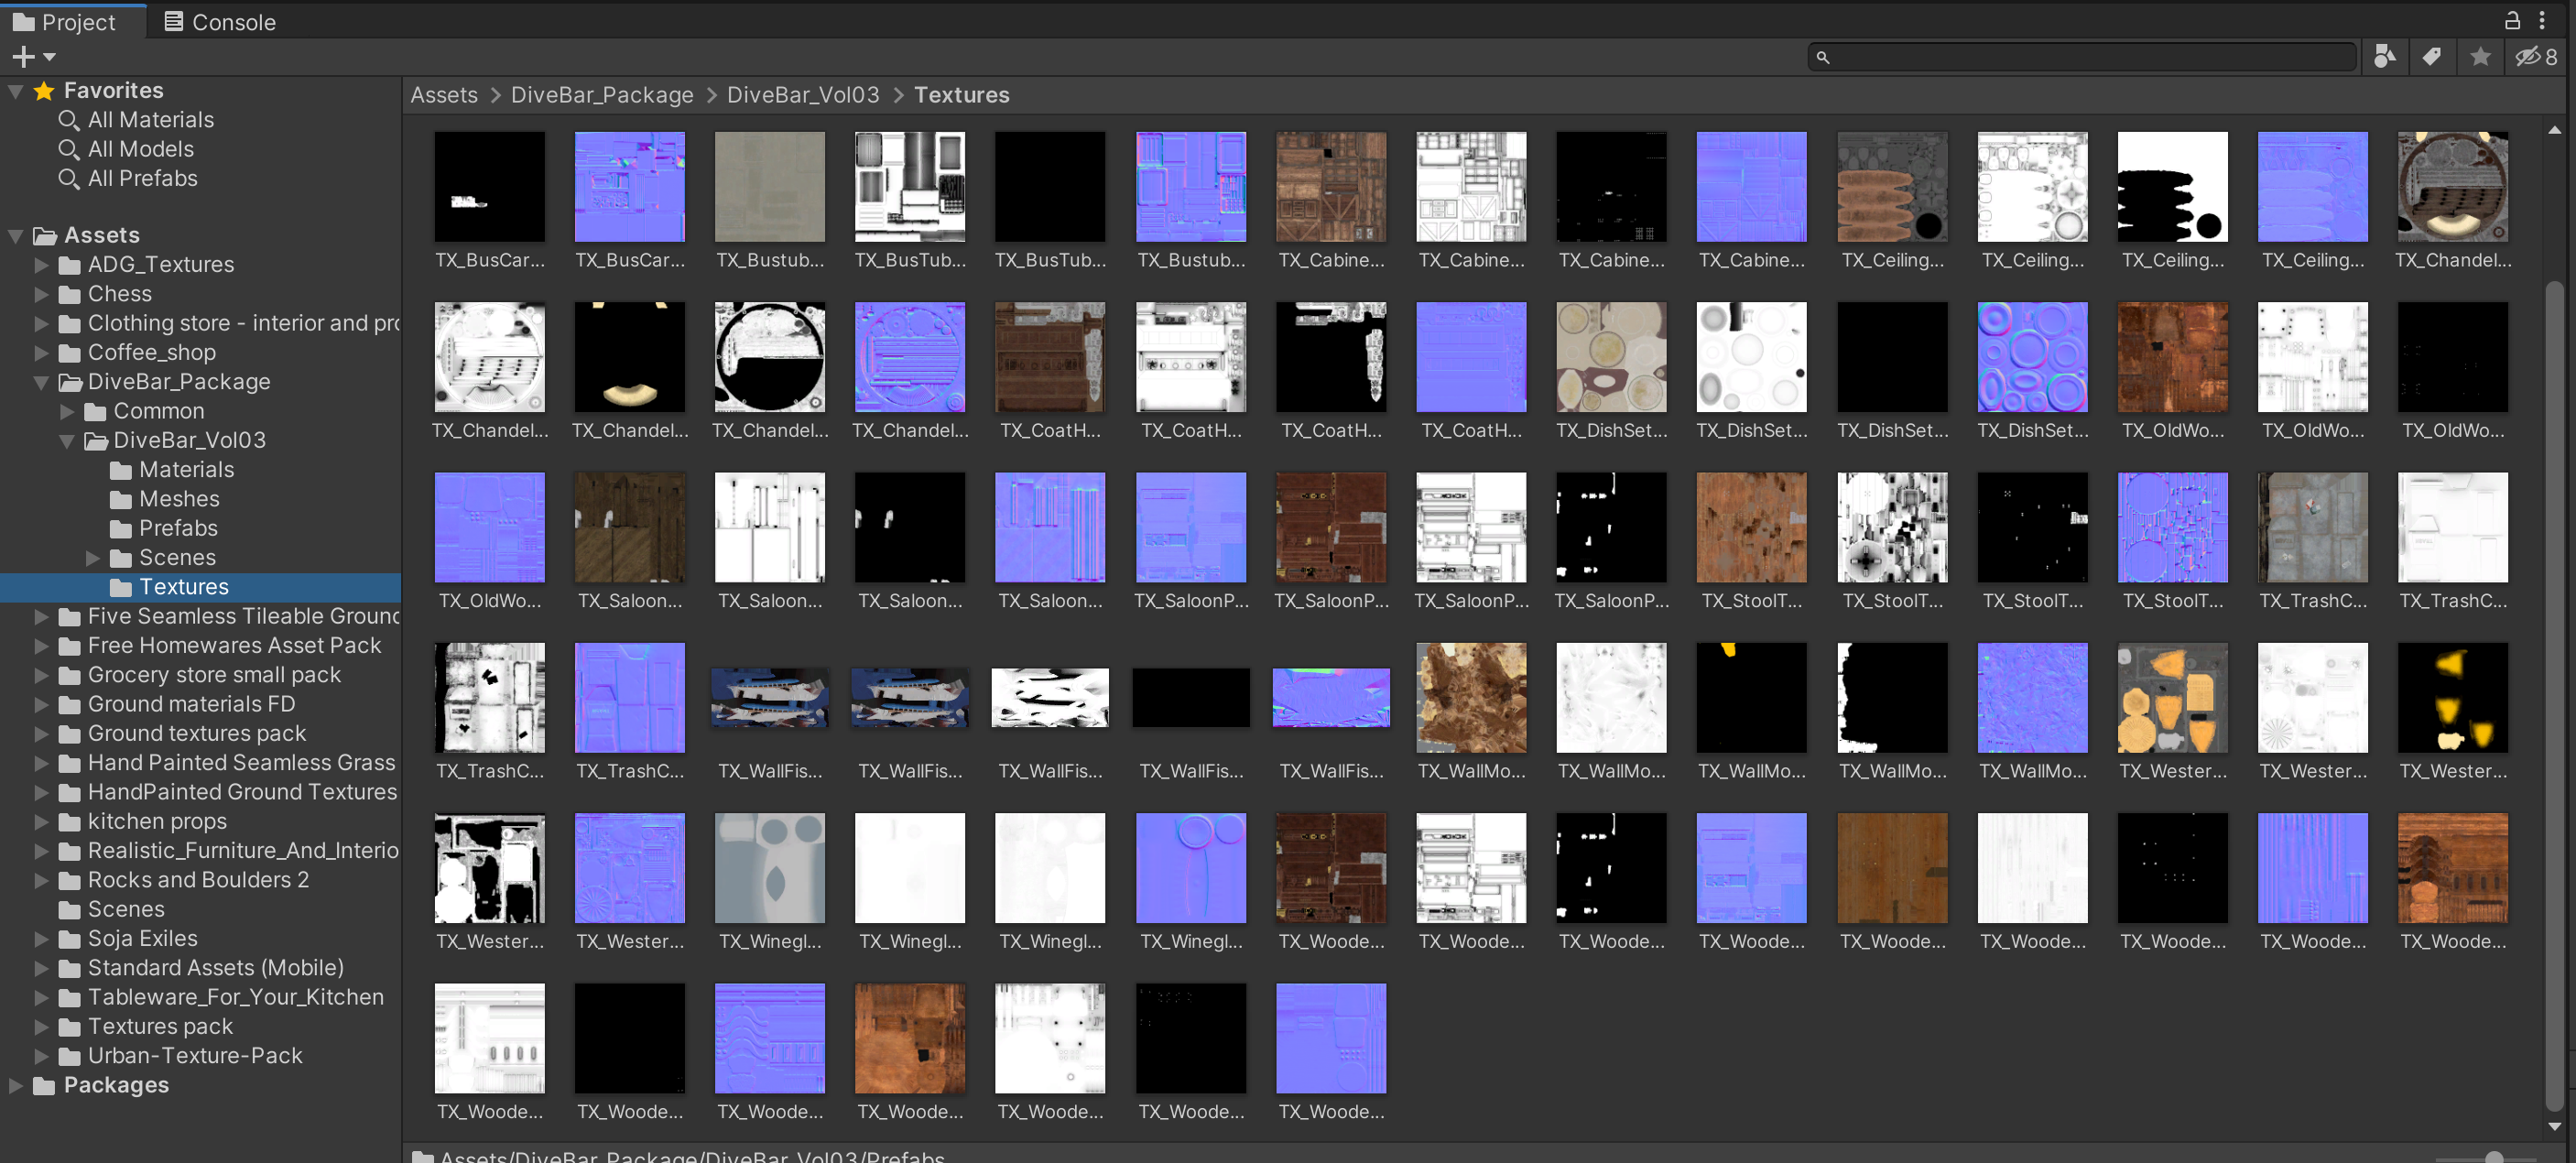 Project
Console
8
Favorites
All Materials
All Models
All Prefabs
Assets
ADG_Textures
Chess
Clothing store - interior and pro
Coffee_shop
DiveBar_Package
Common
DiveBar_Vol03
Materials
Meshes
Prefabs
Scenes
Textures
Five Seamless Tileable Ground
Free Homewares Asset Pack
Grocery store small pack
Ground materials FD
Ground textures pack
Hand Painted Seamless Grass
HandPainted Ground Textures
kitchen props
Realistic_Furniture_And_Interio
Rocks and Boulders 2
Scenes
Soja Exiles
Standard Assets (Mobile)
Tableware_For_Your_Kitchen
Textures pack
Urban-Texture-Pack
Packages
Assets > DiveBar_Package > DiveBar_Vol03 > Textures
TX_BusCar... TX_BusCar... TX_Bustub... TX_BusTub... TX_BusTub... TX_Bustub... TX_Cabine... TX_Cabine... TX_Cabine... TX_Cabine... TX_Ceiling... TX_Ceiling... TX_Ceiling... TX_Ceiling... TX_Chandel...
TX_Chandel... TX_Chandel... TX_Chandel... TX_Chandel... TX_CoatH... TX_CoatH... TX_CoatH... TX_CoatH... TX_DishSet... TX_DishSet... TX_DishSet... TX_DishSet... TX_OldWo... TX_OldWo... TX_OldWo...
TX_OldWo... TX_Saloon... TX_Saloon... TX_Saloon... TX_Saloon... TX_SaloonP... TX_SaloonP... TX_SaloonP... TX_SaloonP... TX_StoolT... TX_StoolT... TX_StoolT... TX_StoolT... TX_TrashC... TX_TrashC...
TX_TrashC... TX_TrashC... TX_WallFis... TX_WallFis... TX_WallFis... TX_WallFis... TX_WallFis... TX_WallMo... TX_WallMo... TX_WallMo... TX_WallMo... TX_WallMo... TX_Wester... TX_Wester... TX_Wester...
TX_Wester... TX_Wester... TX_Winegl... TX_Winegl... TX_Winegl... TX_Winegl... TX_Woode... TX_Woode... TX_Woode... TX_Woode... TX_Woode... TX_Woode... TX_Woode... TX_Woode... TX_Woode...
TX_Woode... TX_Woode... TX_Woode... TX_Woode... TX_Woode... TX_Woode... TX_Woode...
Assets/DiveBar_Package/DiveBar_Vol03/Prefabs